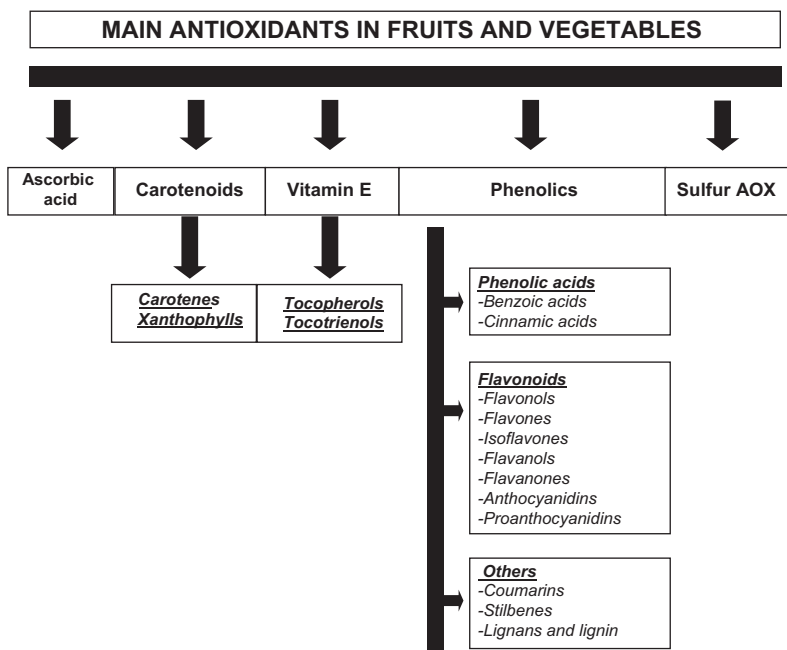 MAIN ANTIOXIDANTS IN FRUITS AND VEGETABLES
Ascorbic
acid
Carotenoids
Vitamin E
Phenolics
Sulfur AOX
Carotenes
Xanthophylls
Tocopherols
Tocotrienols
Phenolic acids
-Benzoic acids
-Cinnamic acids
Flavonoids
-Flavonols
-Flavones
-Isoflavones
-Flavanols
-Flavanones
-Anthocyanidins
-Proanthocyanidins
Others
-Coumarins
-Stilbenes
-Lignans and lignin